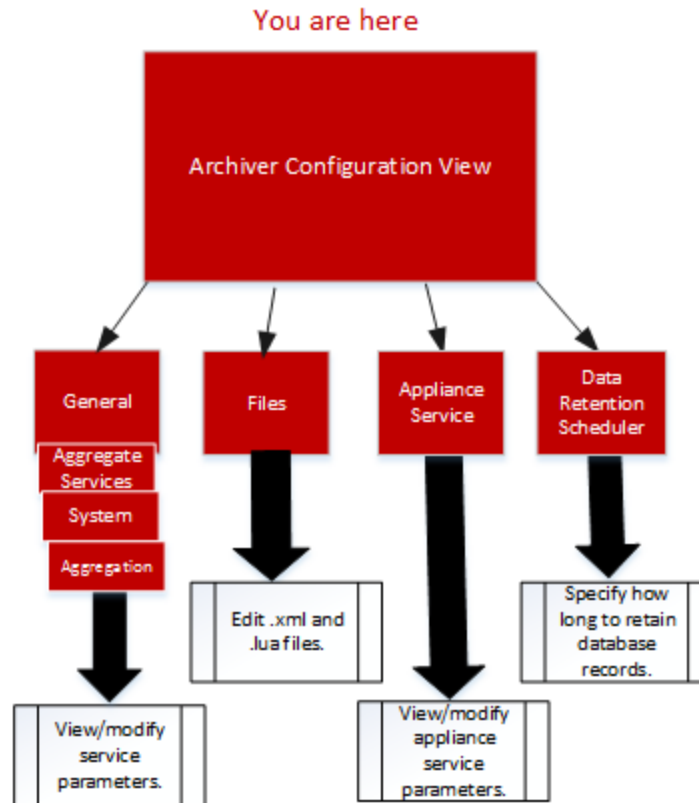 You are here
Archiver Configuration View
General
Aggregate
Services
System
Aggregation
Files
Appliance
Service
Data
Retention
Scheduler
View/modify
service
parameters.
Edit .xml and
.lua files.
View/modify
appliance
service
parameters.
Specify how
long to retain
database
records.